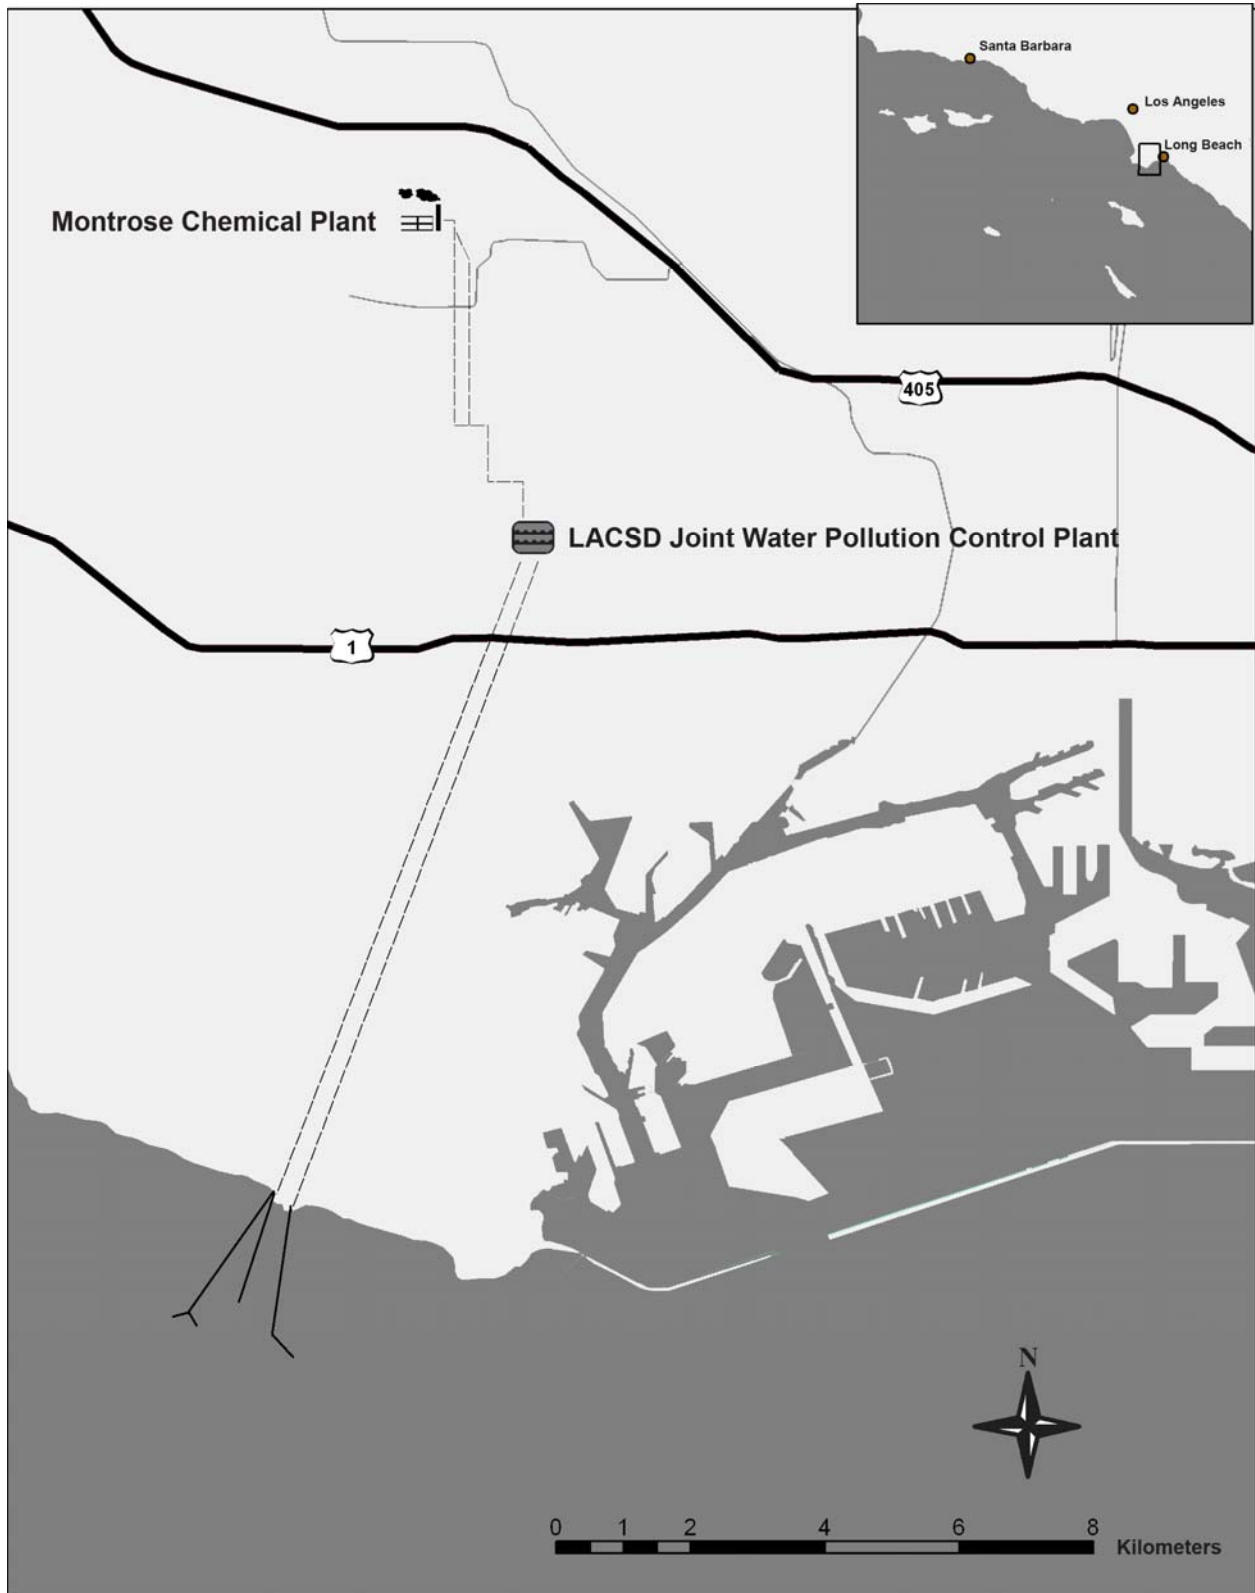 Santa Barbara
Los Angeles
Long Beach
Montrose Chemical Plant
405
LACSD Joint Water Pollution Control Plant
1
N
0 1 2 4 6 8
Kilometers